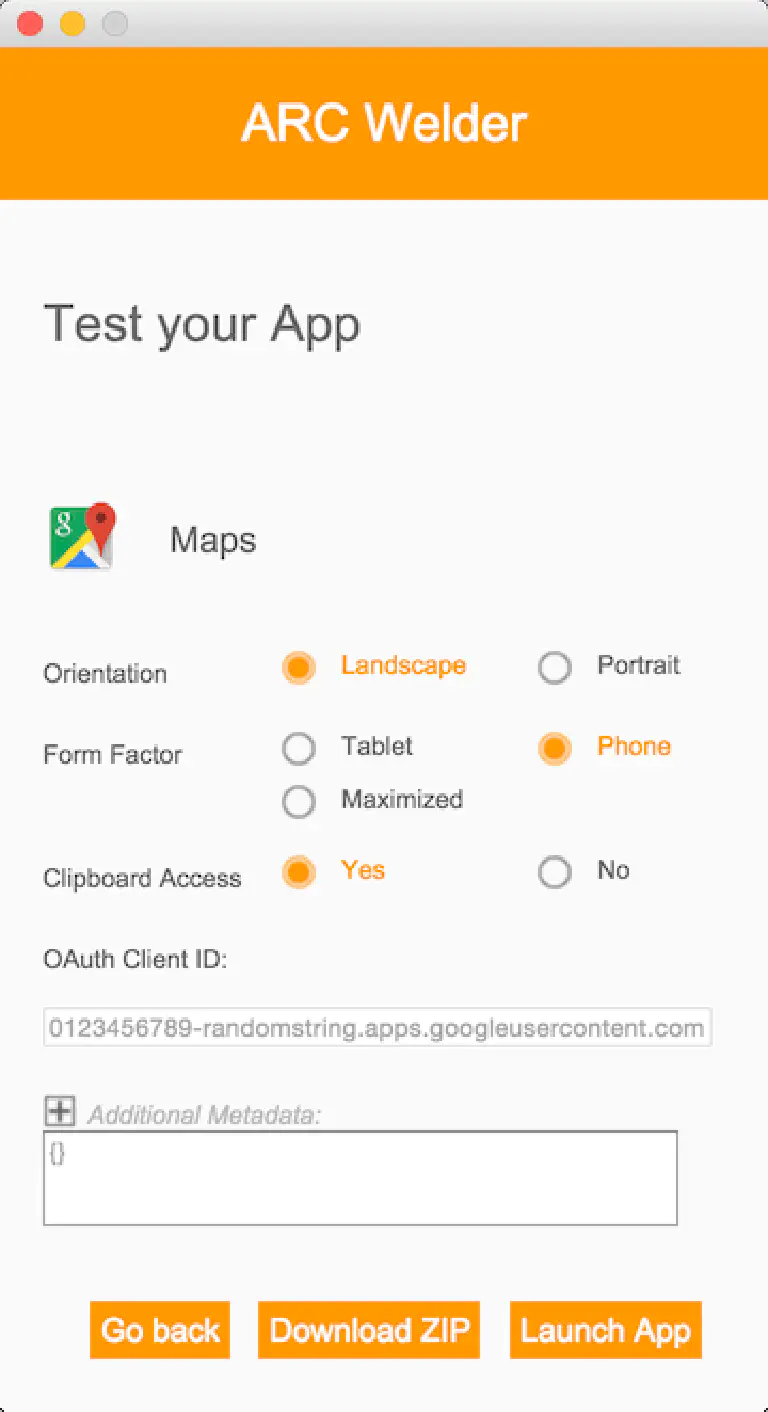 ARC Welder
Test your App
Maps
Orientation Landscape Portrait
Form Factor Tablet Phone
Maximized
Clipboard Access Yes No
OAuth Client ID:
0123456789-randomstring.apps.googleusercontent.com
Additional Metadata:
{}
Go back Download ZIP Launch App